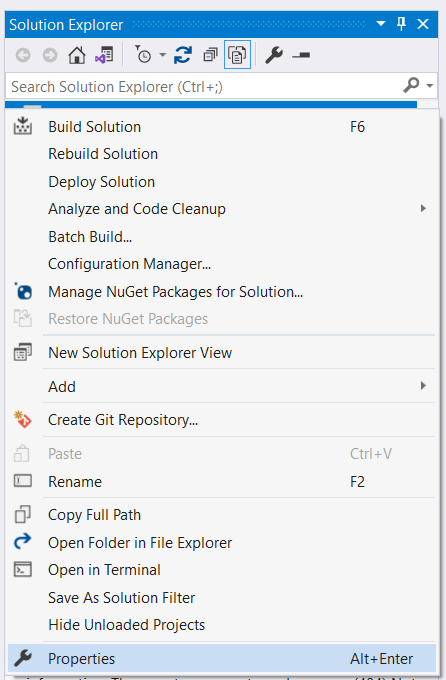 Solution Explorer
Search Solution Explorer (Ctrl+;)
Build Solution F6
Rebuild Solution
Deploy Solution
Analyze and Code Cleanup
Batch Build...
Configuration Manager...
Manage NuGet Packages for Solution...
Restore NuGet Packages
New Solution Explorer View
Add
Create Git Repository...
Paste Ctrl+V
Rename F2
Copy Full Path
Open Folder in File Explorer
Open in Terminal
Save As Solution Filter
Hide Unloaded Projects
Properties Alt+Enter